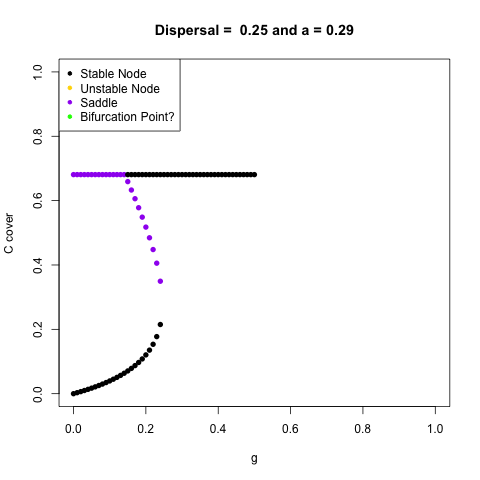 Dispersal =  0.25 and a = 0.29
Stable Node
Unstable Node
Saddle
Bifurcation Point?
C cover
1.0
0.8
0.6
0.4
0.2
0.0
0.0 0.2 0.4 0.6 0.8 1.0
g